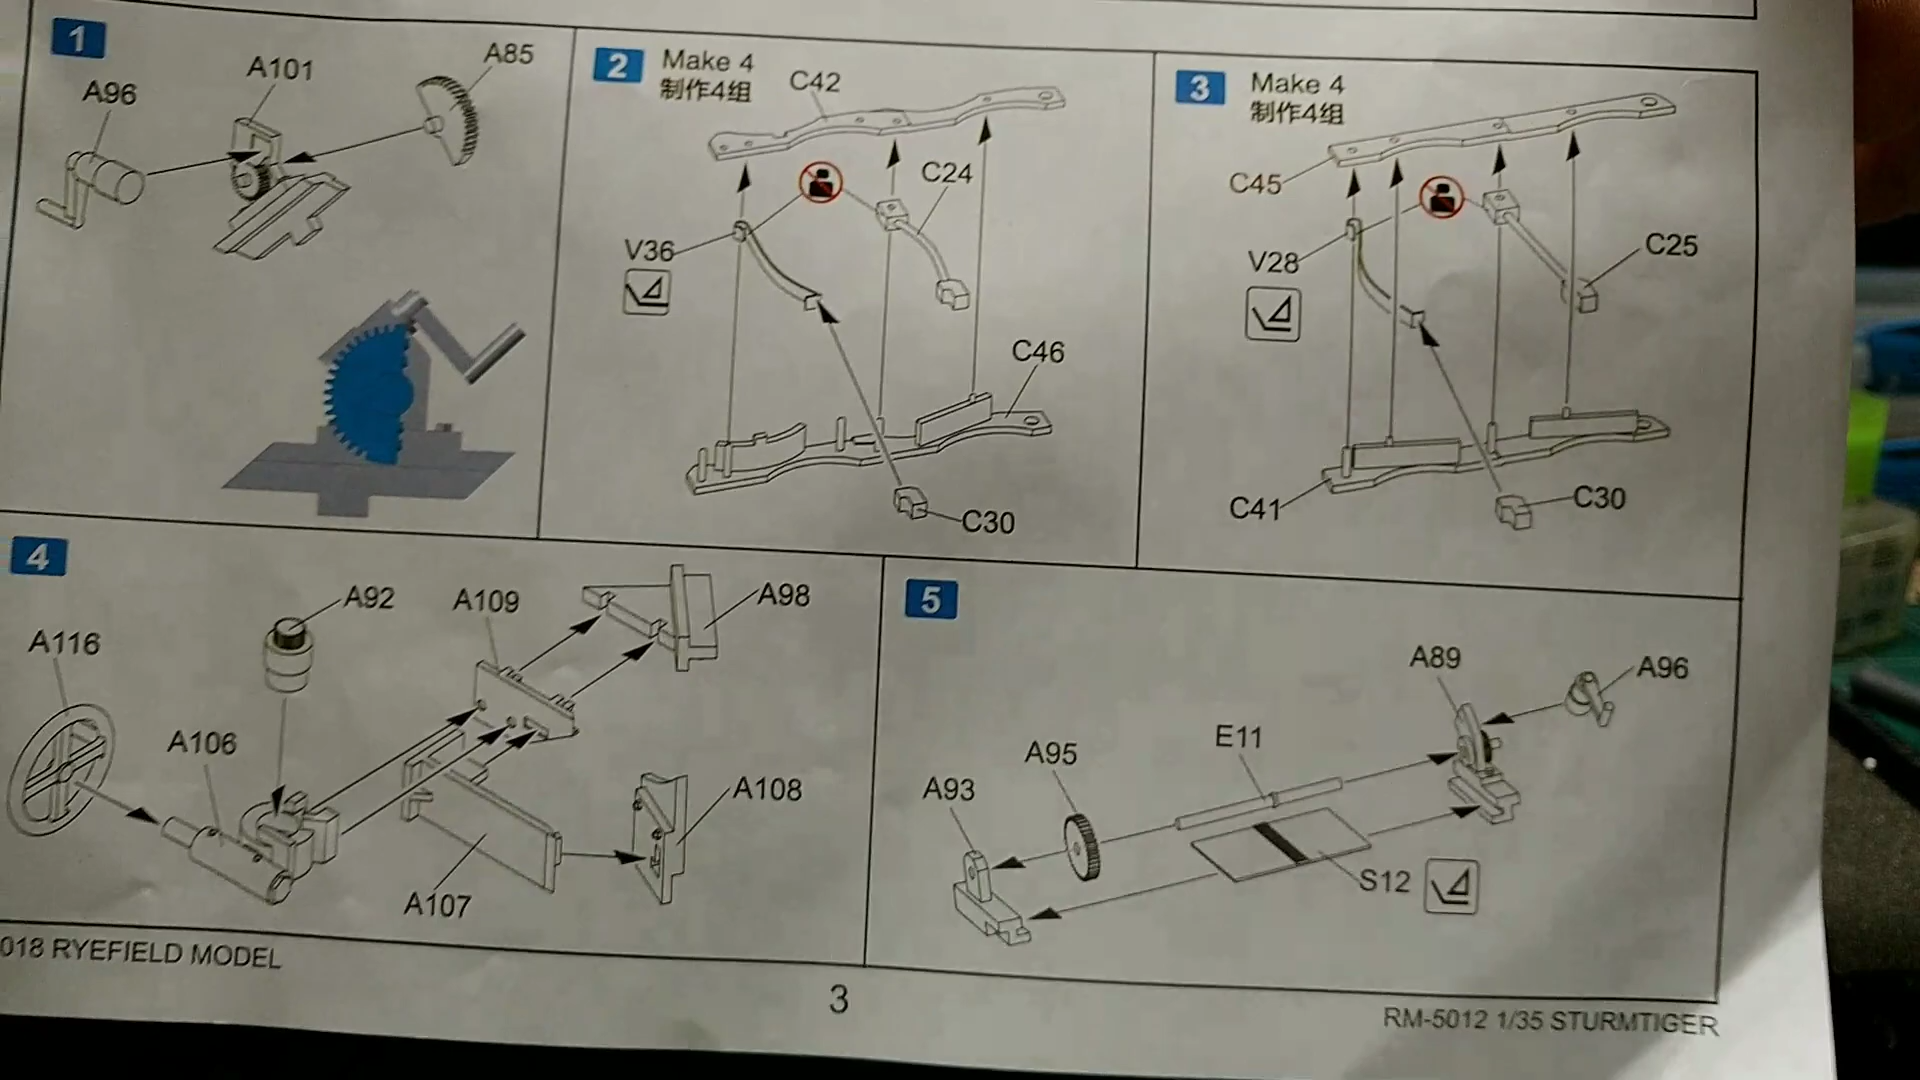 1
A96
A101
A85
2
Make 4
制作4组
C42
C24
V36
C46
C30
3
Make 4
制作4组
C45
V28
C25
C41
C30
4
A116
A92
A109
A98
A106
A107
A108
5
A93
A95
E11
A89
A96
S12
018 RYEFIELD MODEL
3
RM-5012 1/35 STURMTIGER